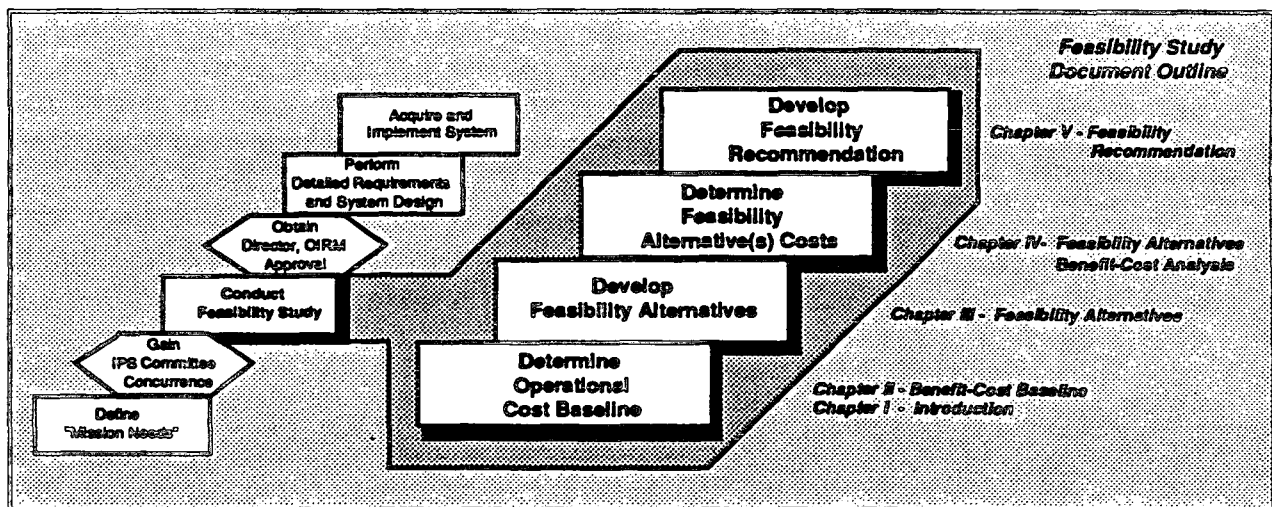 Feasibility Study
Document Outline
Acquire and
Implement System
Perform
Detailed Requirements
and System Design
Obtain
Director, OIRM
Approval
Conduct
Feasibility Study
Gain
IPS Committee
Concurrence
Define
"Mission Needs"
Develop
Feasibility
Recommendation
Determine
Feasibility
Alternative(s) Costs
Develop
Feasibility Alternatives
Determine
Operational
Cost Baseline
Chapter V - Feasibility
Recommendation
Chapter IV- Feasibility Alternatives
Benefit-Cost Analysis
Chapter III - Feasibility Alternatives
Chapter II - Benefit-Cost Baseline
Chapter I - Introduction